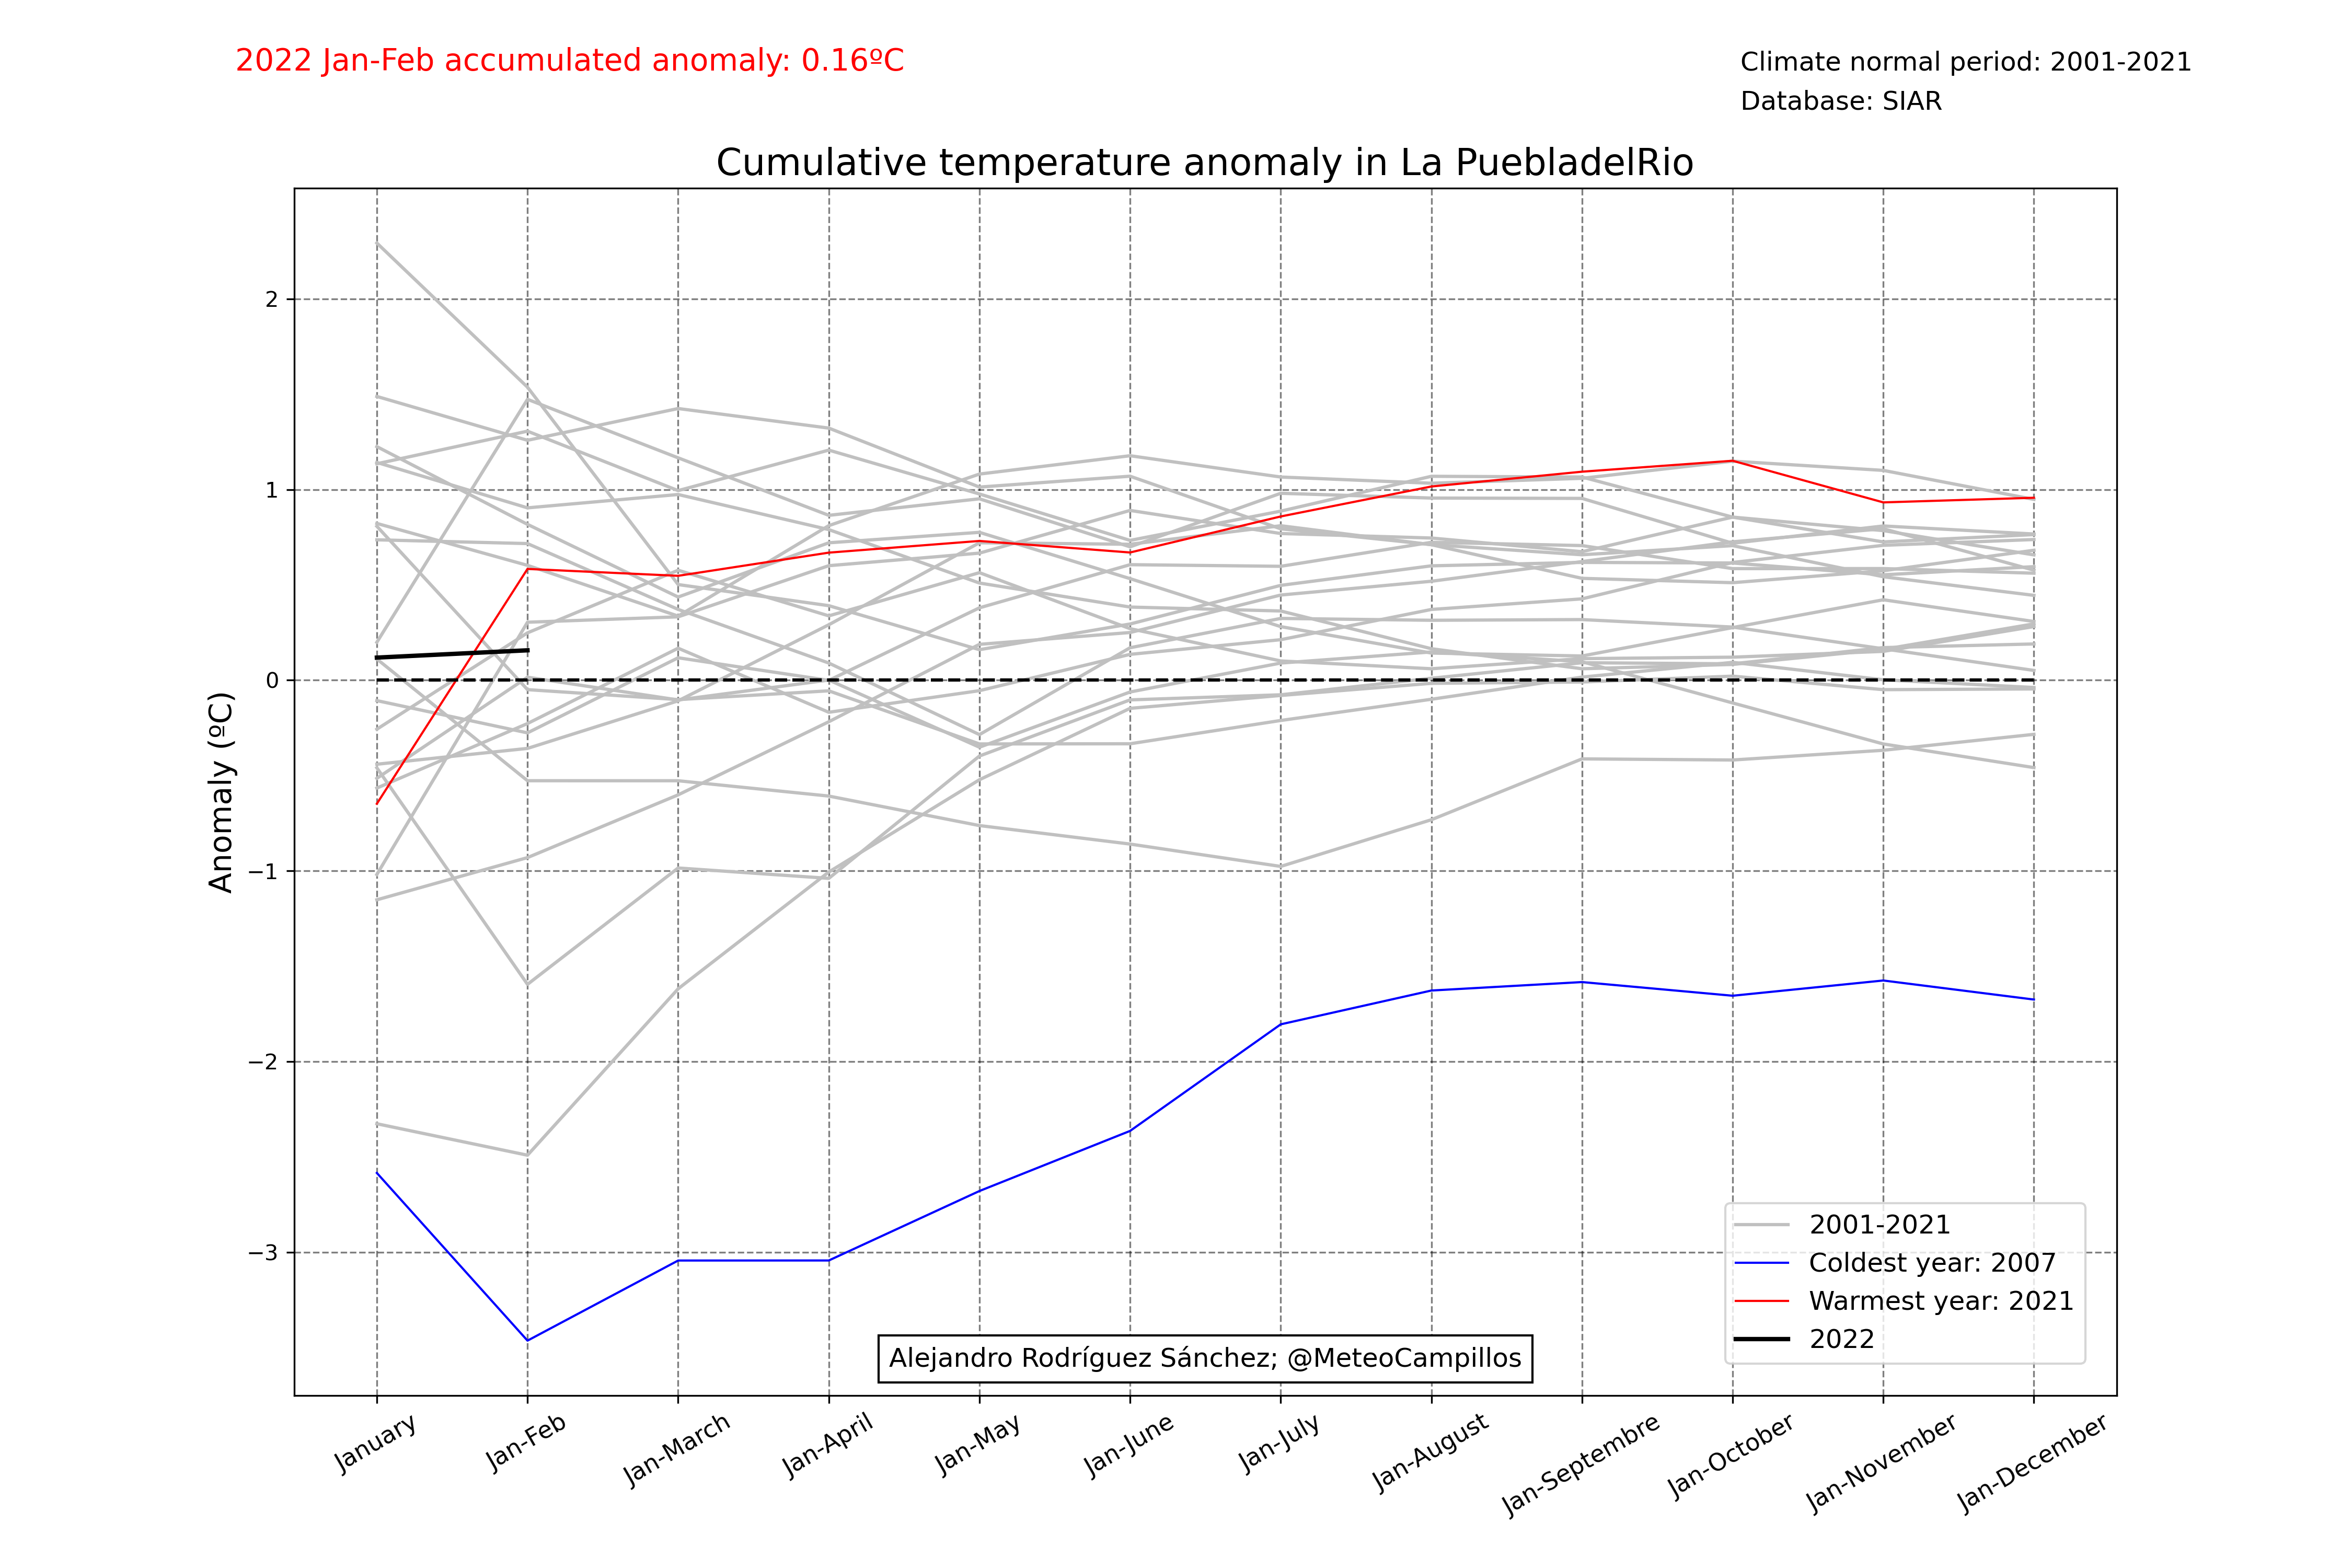 2022 Jan-Feb accumulated anomaly: 0.16ºC
Climate normal period: 2001-2021
Database: SIAR
Cumulative temperature anomaly in La PuebladelRio
Anomaly (ºC)
2
1
0
−1
−2
−3
2001-2021
Coldest year: 2007
Warmest year: 2021
2022
Alejandro Rodríguez Sánchez; @MeteoCampillos
January
Jan-Feb
Jan-March
Jan-April
Jan-May
Jan-June
Jan-July
Jan-August
Jan-Septembre
Jan-October
Jan-November
Jan-December